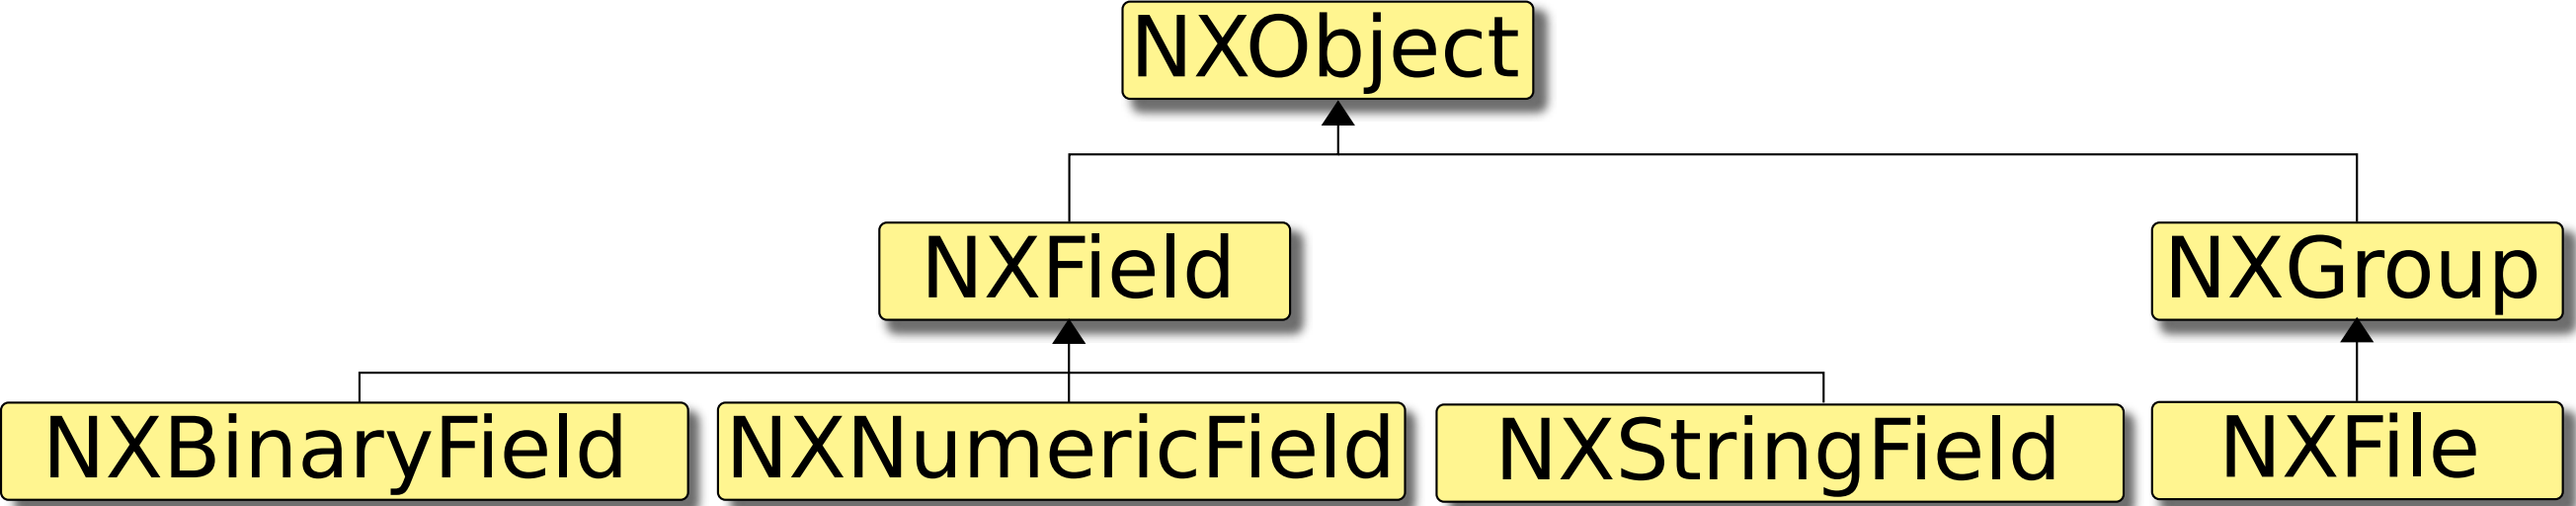 NXObject
NXField
NXGroup
NXBinaryField
NXNumericField
NXStringField
NXFile